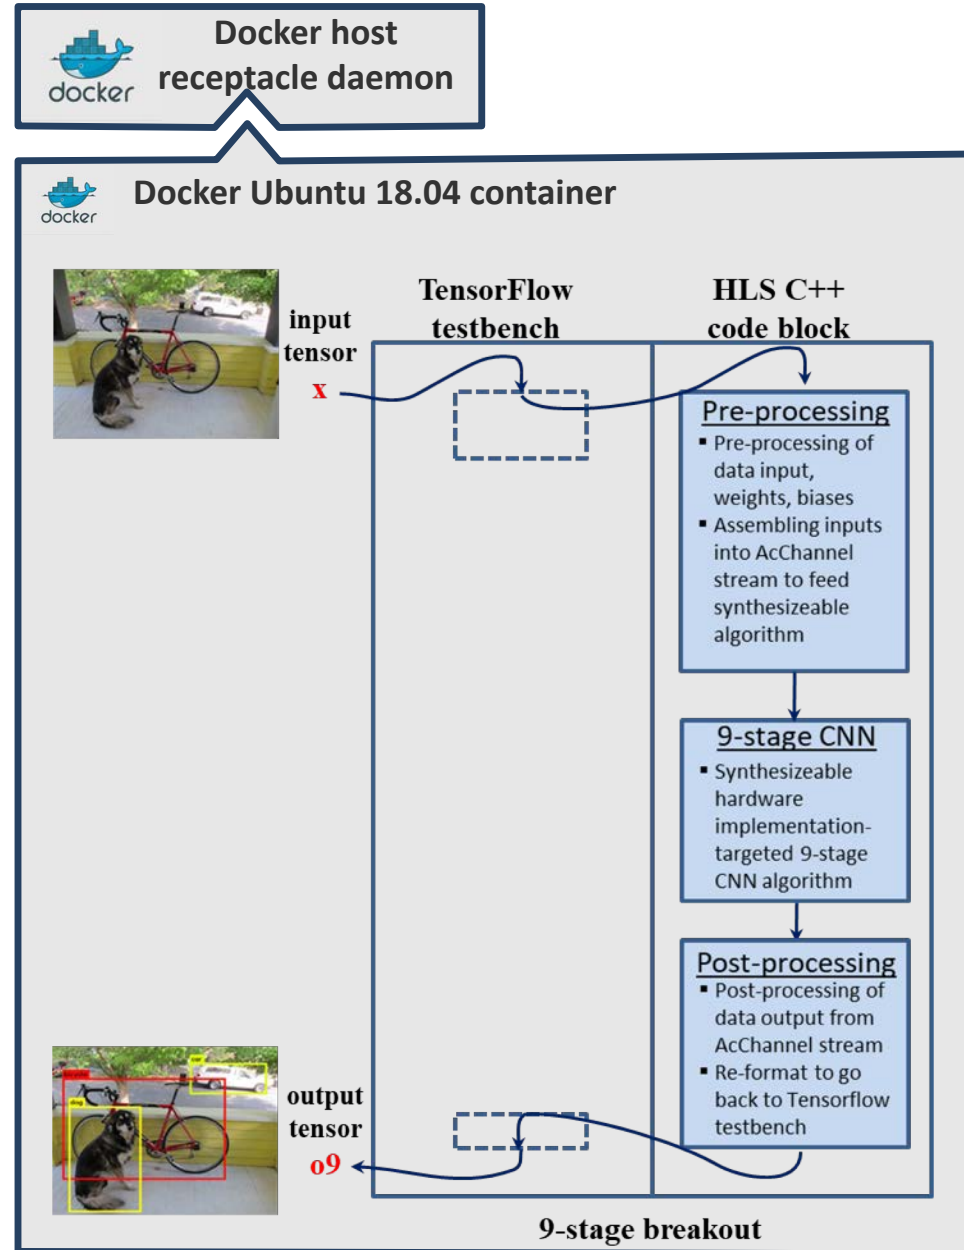 Docker host
receptacle daemon
docker
docker
Docker Ubuntu 18.04 container
input
tensor
x
TensorFlow
testbench
HLS C++
code block
Pre-processing
▪ Pre-processing of
data input,
weights, biases
▪ Assembling inputs
into AcChannel
stream to feed
synthesizeable
algorithm
9-stage CNN
▪ Synthesizeable
hardware
implementation-
targeted 9-stage
CNN algorithm
Post-processing
▪ Post-processing of
data output from
AcChannel stream
▪ Re-format to go
back to Tensorflow
testbench
car
bicycle
dog
output
tensor
o9
9-stage breakout